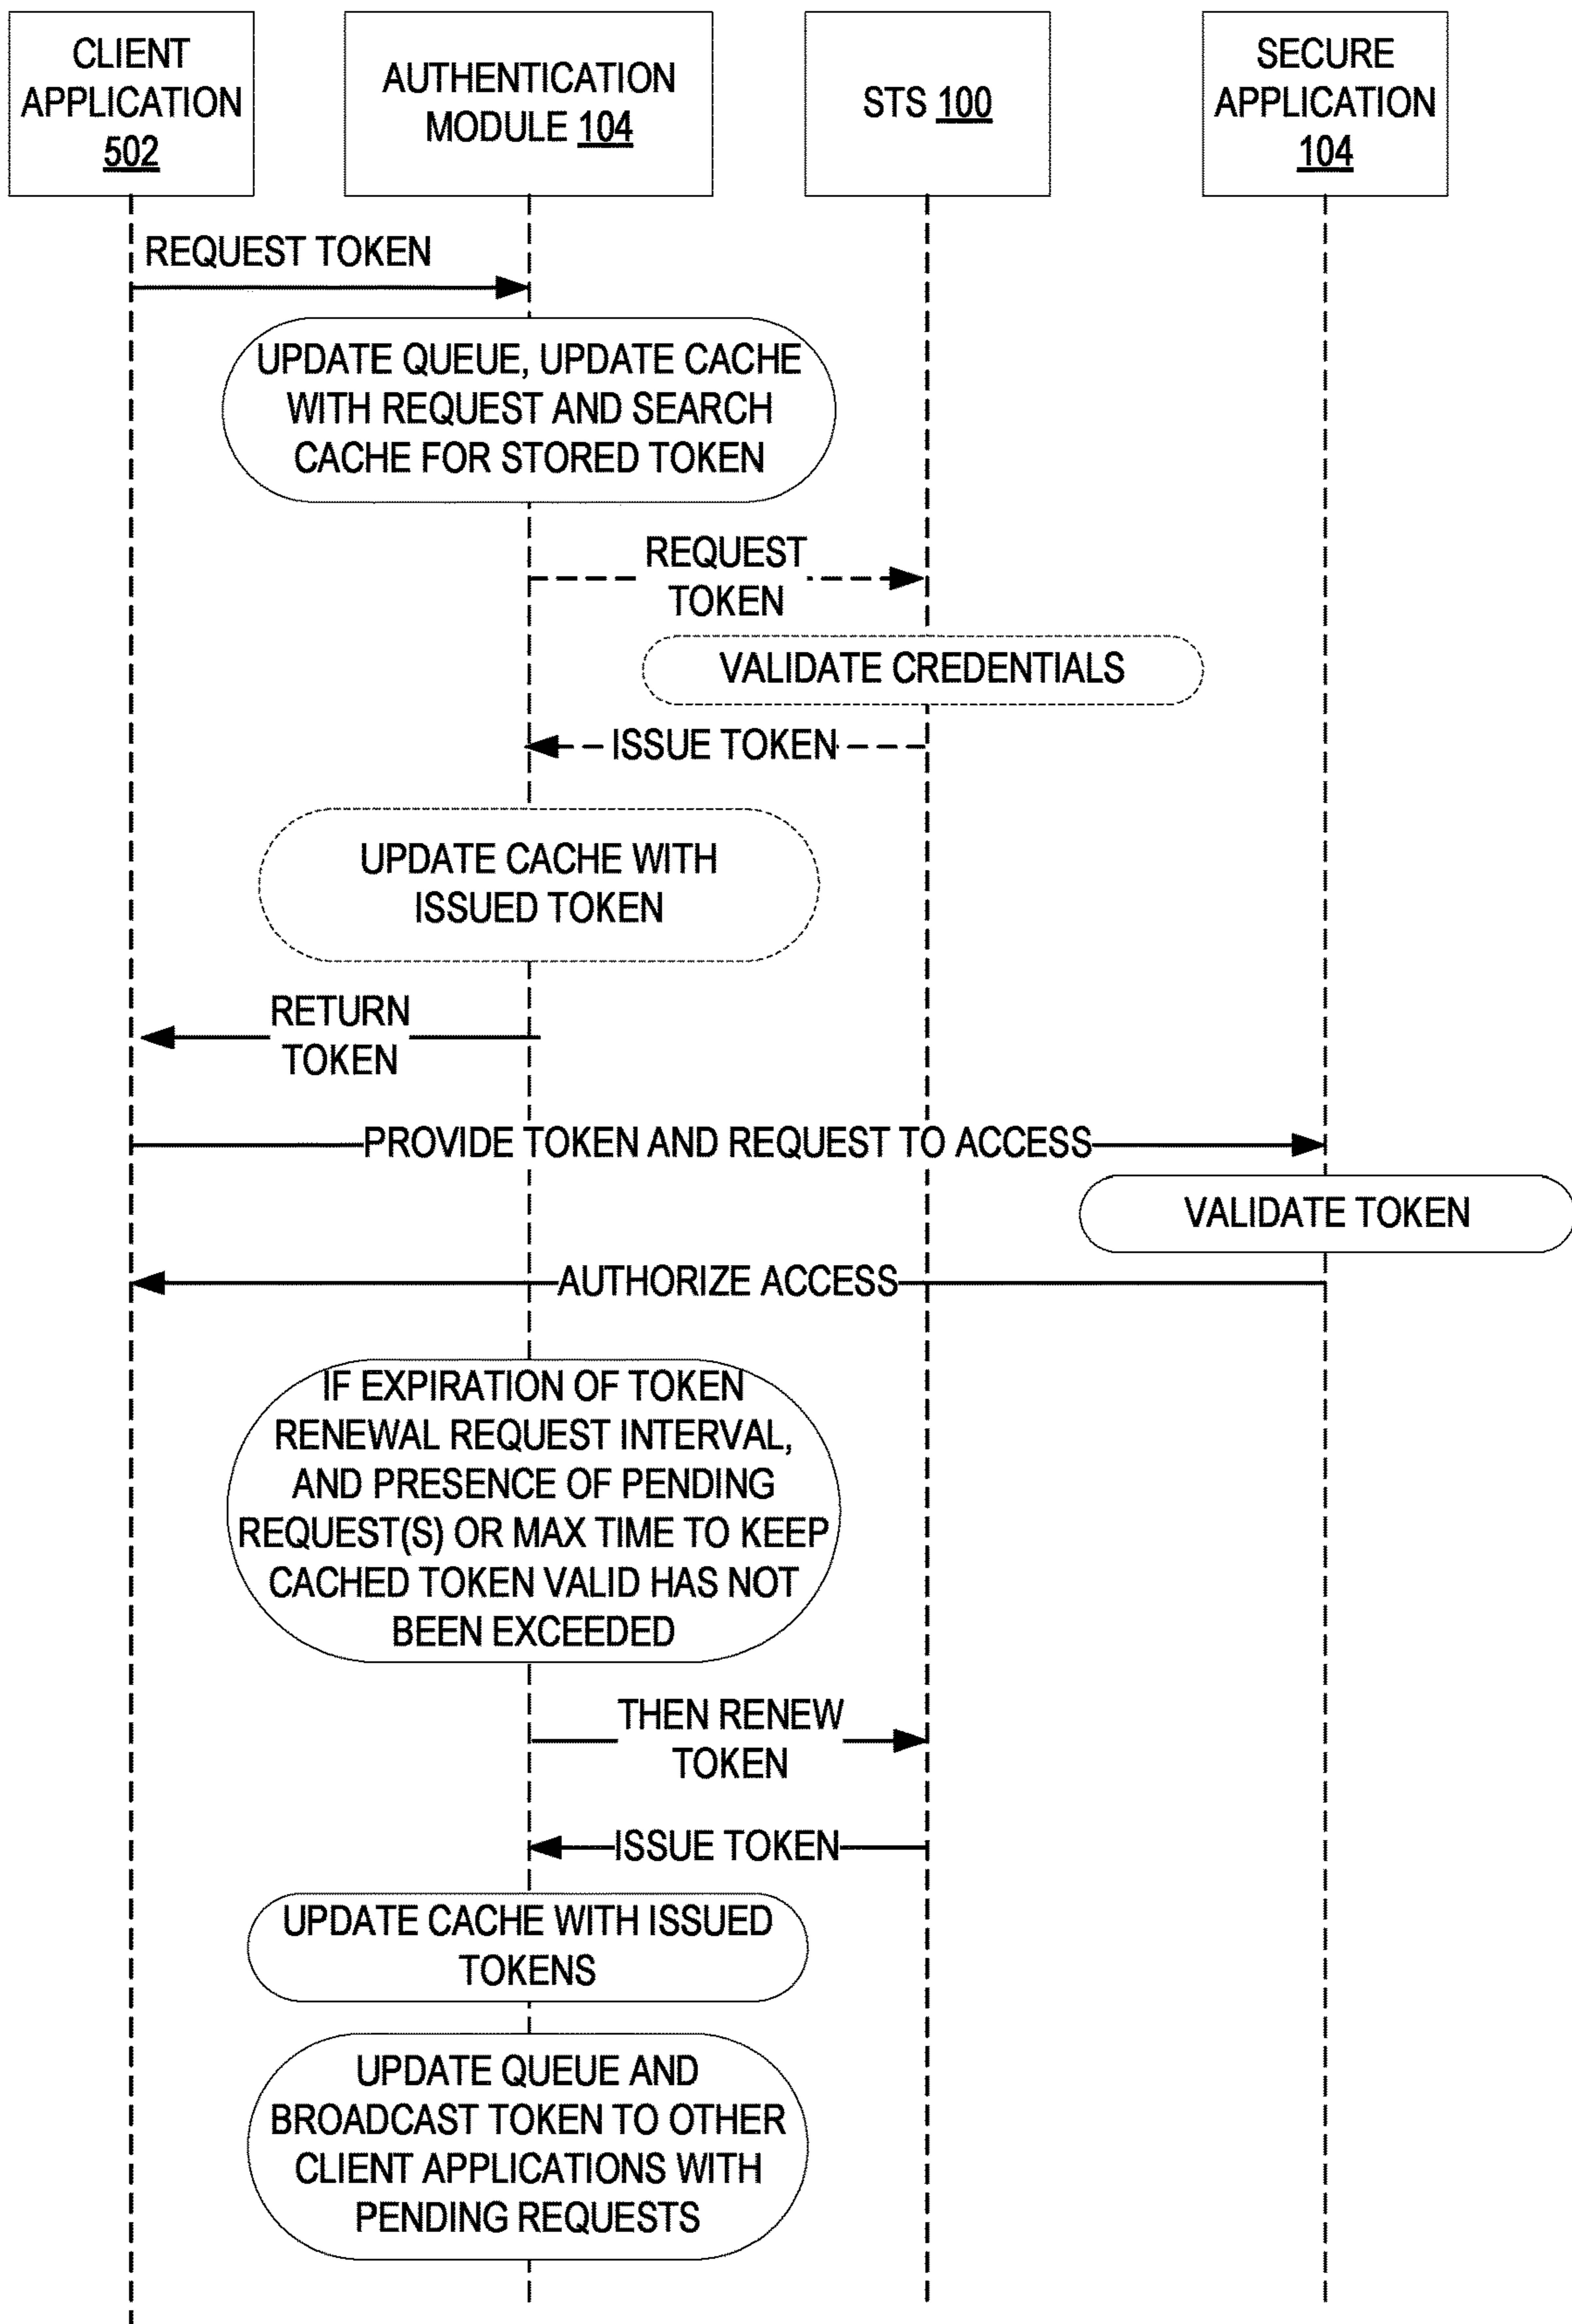 CLIENT
APPLICATION
502
AUTHENTICATION
MODULE 104
STS 100
SECURE
APPLICATION
104
REQUEST TOKEN
UPDATE QUEUE, UPDATE CACHE
WITH REQUEST AND SEARCH
CACHE FOR STORED TOKEN
REQUEST
TOKEN
VALIDATE CREDENTIALS
ISSUE TOKEN
UPDATE CACHE WITH
ISSUED TOKEN
RETURN
TOKEN
PROVIDE TOKEN AND REQUEST TO ACCESS
VALIDATE TOKEN
AUTHORIZE ACCESS
IF EXPIRATION OF TOKEN
RENEWAL REQUEST INTERVAL,
AND PRESENCE OF PENDING
REQUEST(S) OR MAX TIME TO KEEP
CACHED TOKEN VALID HAS NOT
BEEN EXCEEDED
THEN RENEW
TOKEN
ISSUE TOKEN
UPDATE CACHE WITH ISSUED
TOKENS
UPDATE QUEUE AND
BROADCAST TOKEN TO OTHER
CLIENT APPLICATIONS WITH
PENDING REQUESTS